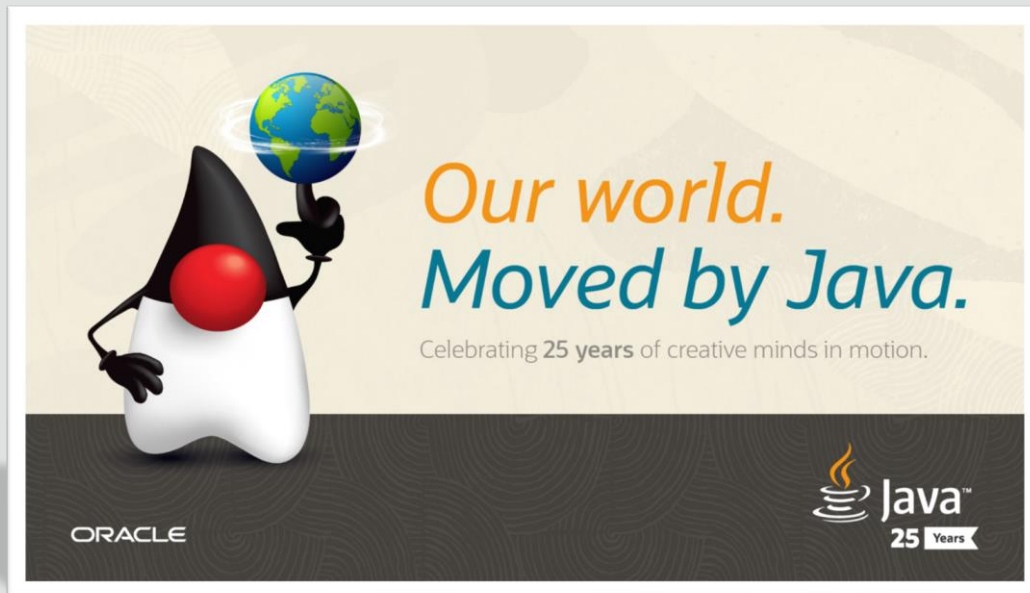 Our world.
Moved by Java.
Celebrating 25 years of creative minds in motion.
ORACLE
Java™
25 Years